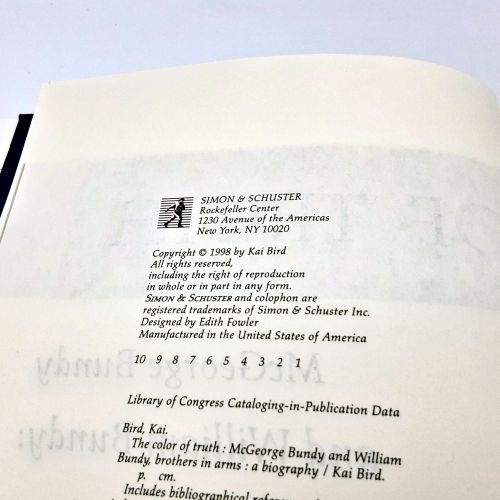 SIMON & SCHUSTER
Rockefeller Center
1230 Avenue of the Americas
New York, NY 10020
Copyright © 1998 by Kai Bird
All rights reserved,
including the right of reproduction
in whole or in part in any form.
SIMON & SCHUSTER and colophon are
registered trademarks of Simon & Schuster Inc.
Designed by Edith Fowler
Manufactured in the United States of America
10 9 8 7 6 5 4 3 2 1
Library of Congress Cataloging-in-Publication Data
Bird, Kai.
The color of truth : McGeorge Bundy and William
Bundy, brothers in arms : a biography / Kai Bird.
p. cm.
Includes bibliographical